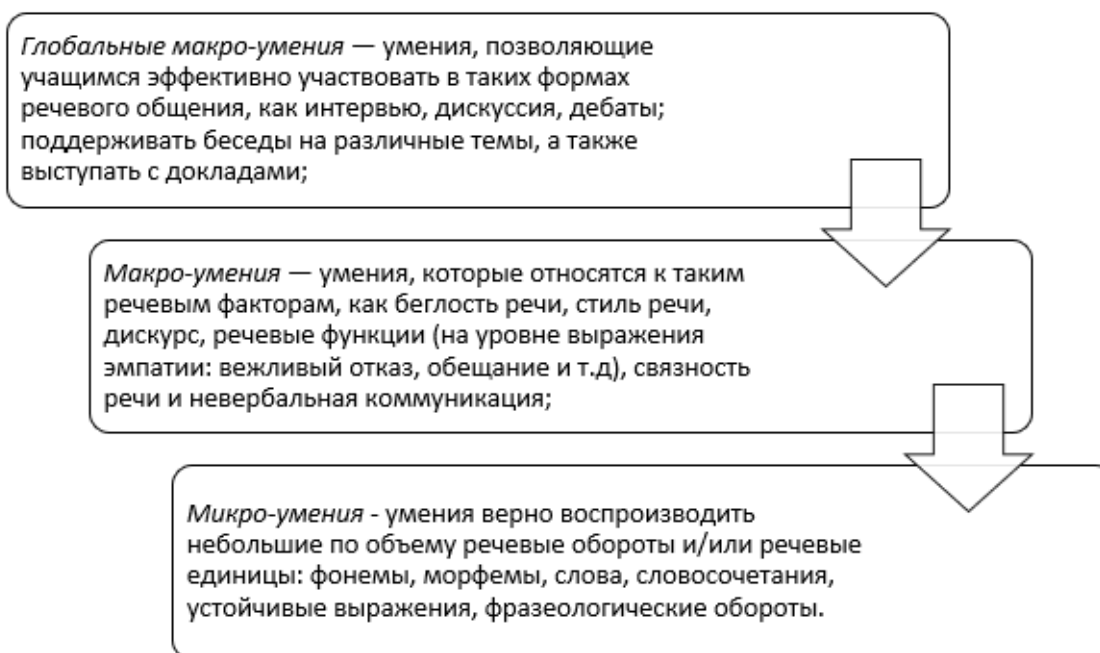 Глобальные макро-умения — умения, позволяющие
учащимся эффективно участвовать в таких формах
речевого общения, как интервью, дискуссия, дебаты;
поддерживать беседы на различные темы, а также
выступать с докладами;
Макро-умения — умения, которые относятся к таким
речевым факторам, как беглость речи, стиль речи,
дискурс, речевые функции (на уровне выражения
эмпатии: вежливый отказ, обещание и т.д), связность
речи и невербальная коммуникация;
Микро-умения - умения верно воспроизводить
небольшие по объему речевые обороты и/или речевые
единицы: фонемы, морфемы, слова, словосочетания,
устойчивые выражения, фразеологические обороты.